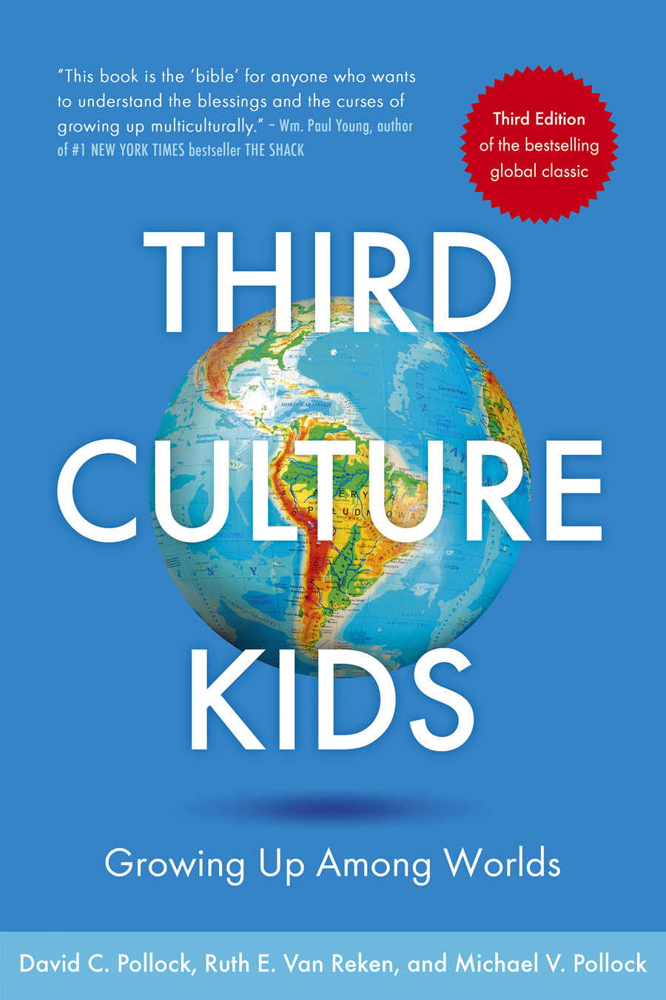 “This book is the ‘bible’ for anyone who wants
to understand the blessings and the curses of
growing up multiculturally.” – Wm. Paul Young, author
of #1 NEW YORK TIMES bestseller THE SHACK
Third Edition
of the bestselling
global classic
THIRD
CULTURE
KIDS
MORZE KARAIBSKIE
Growing Up Among Worlds
David C. Pollock, Ruth E. Van Reken, and Michael V. Pollock